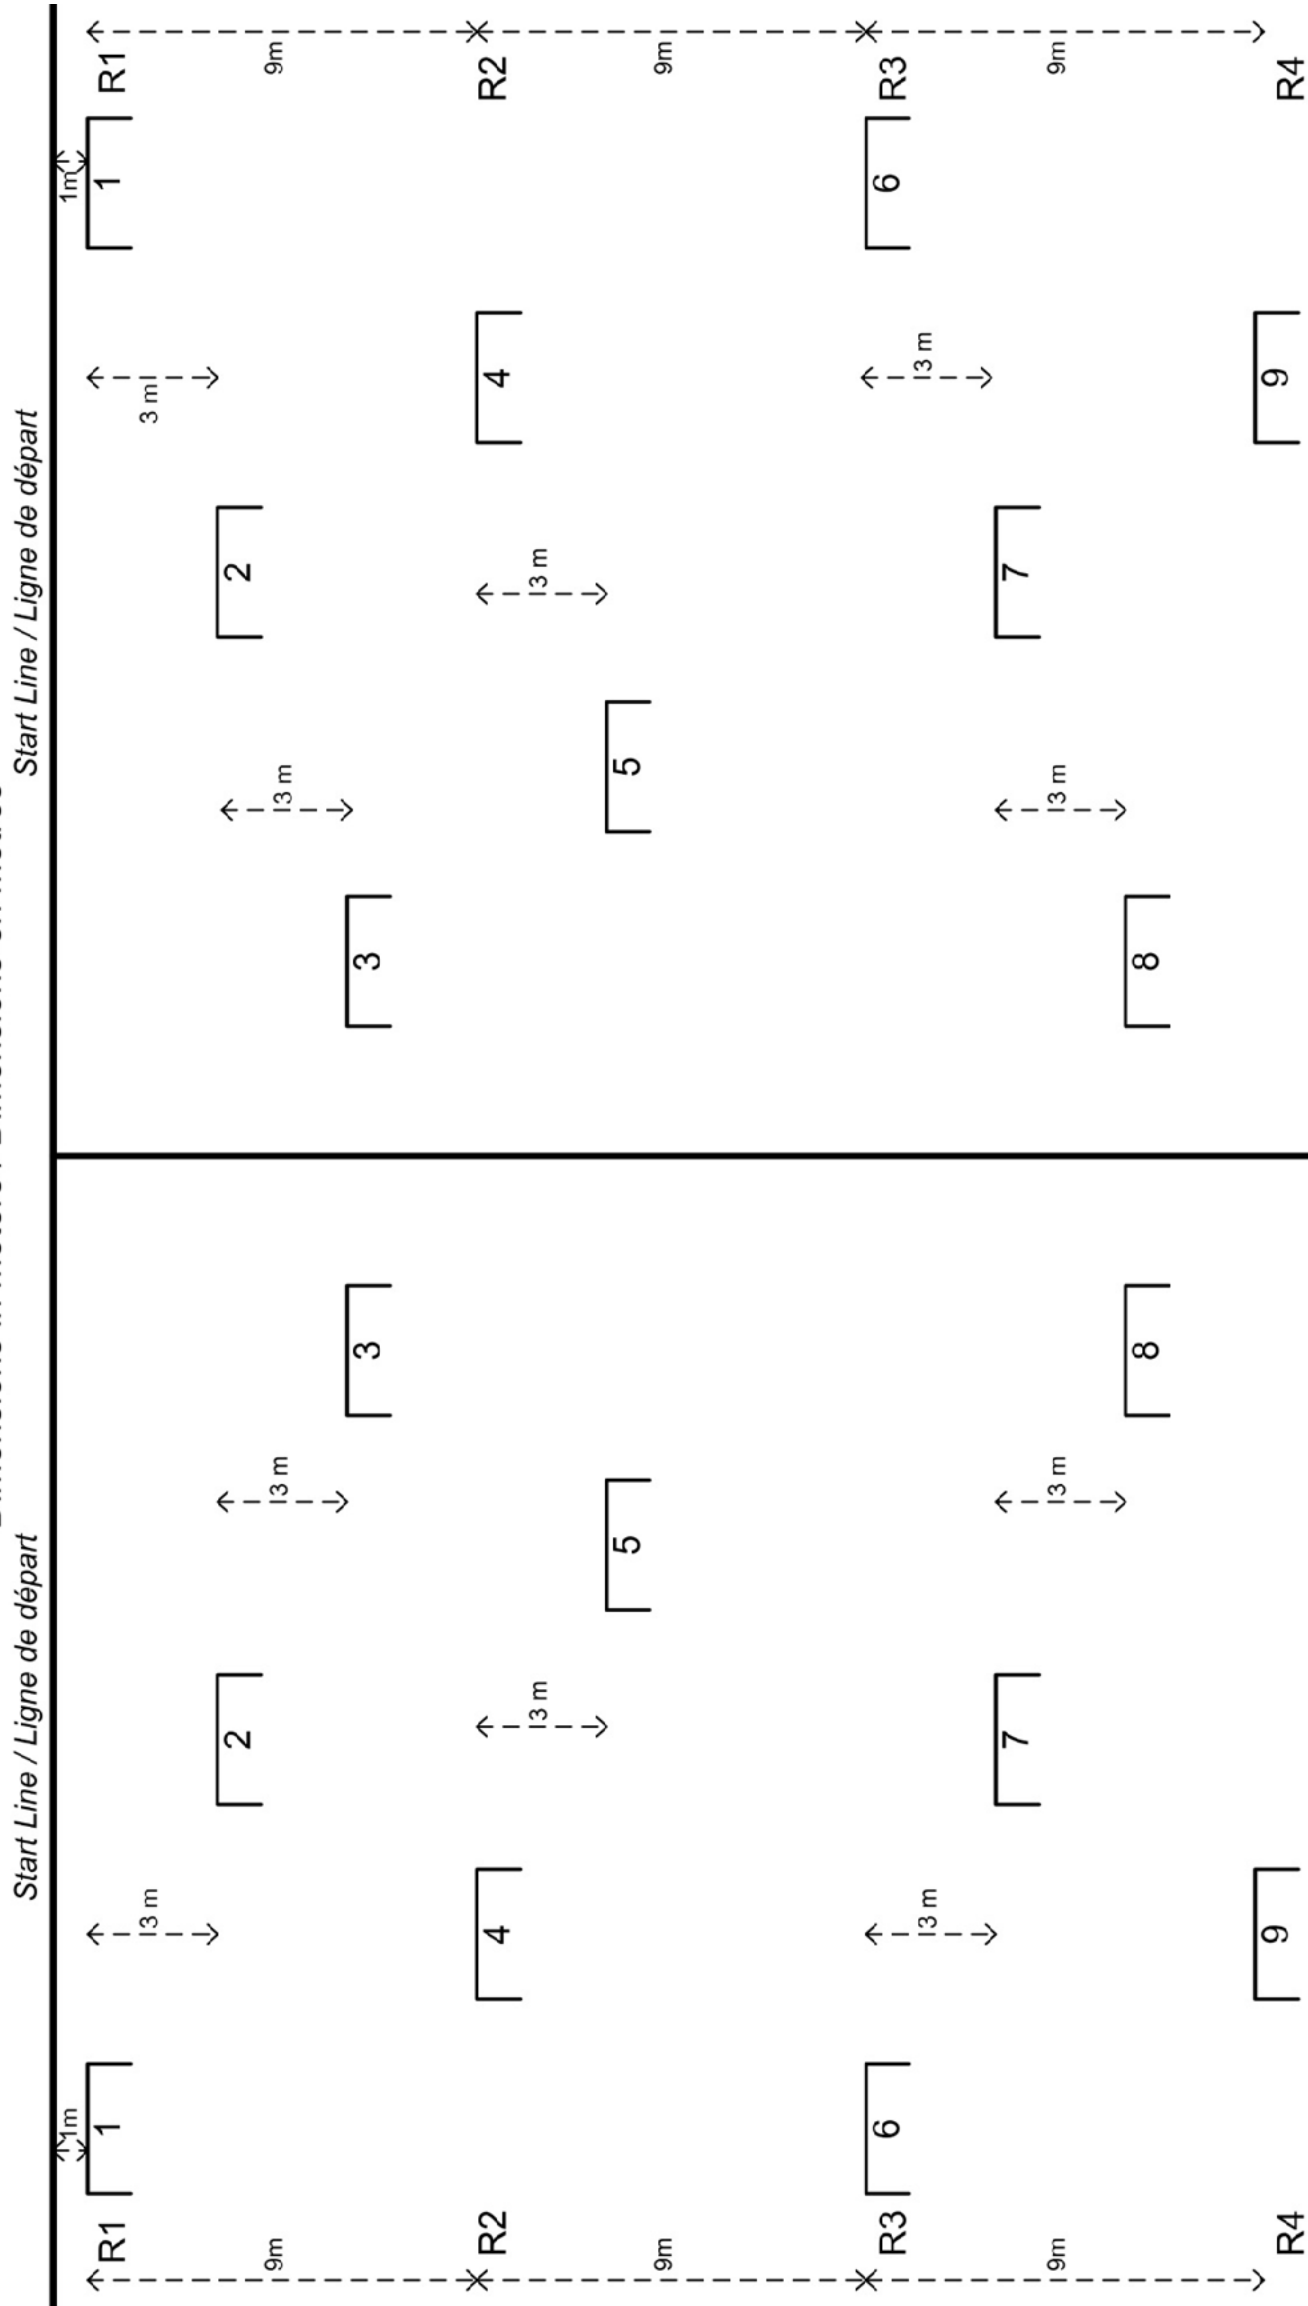 Start Line / Ligne de départ Start Line / Ligne de départ
1m 1m
R1 1 1 R1
3 m 3 m
2 2
9m 3 m 3 m 9m
3 3
R2 4 4 R2
3 m 3 m
5 5
9m 9m
R3 6 6 R3
3 m 3 m
7 7
9m 3 m 3 m 9m
8 8
R4 9 9 R4